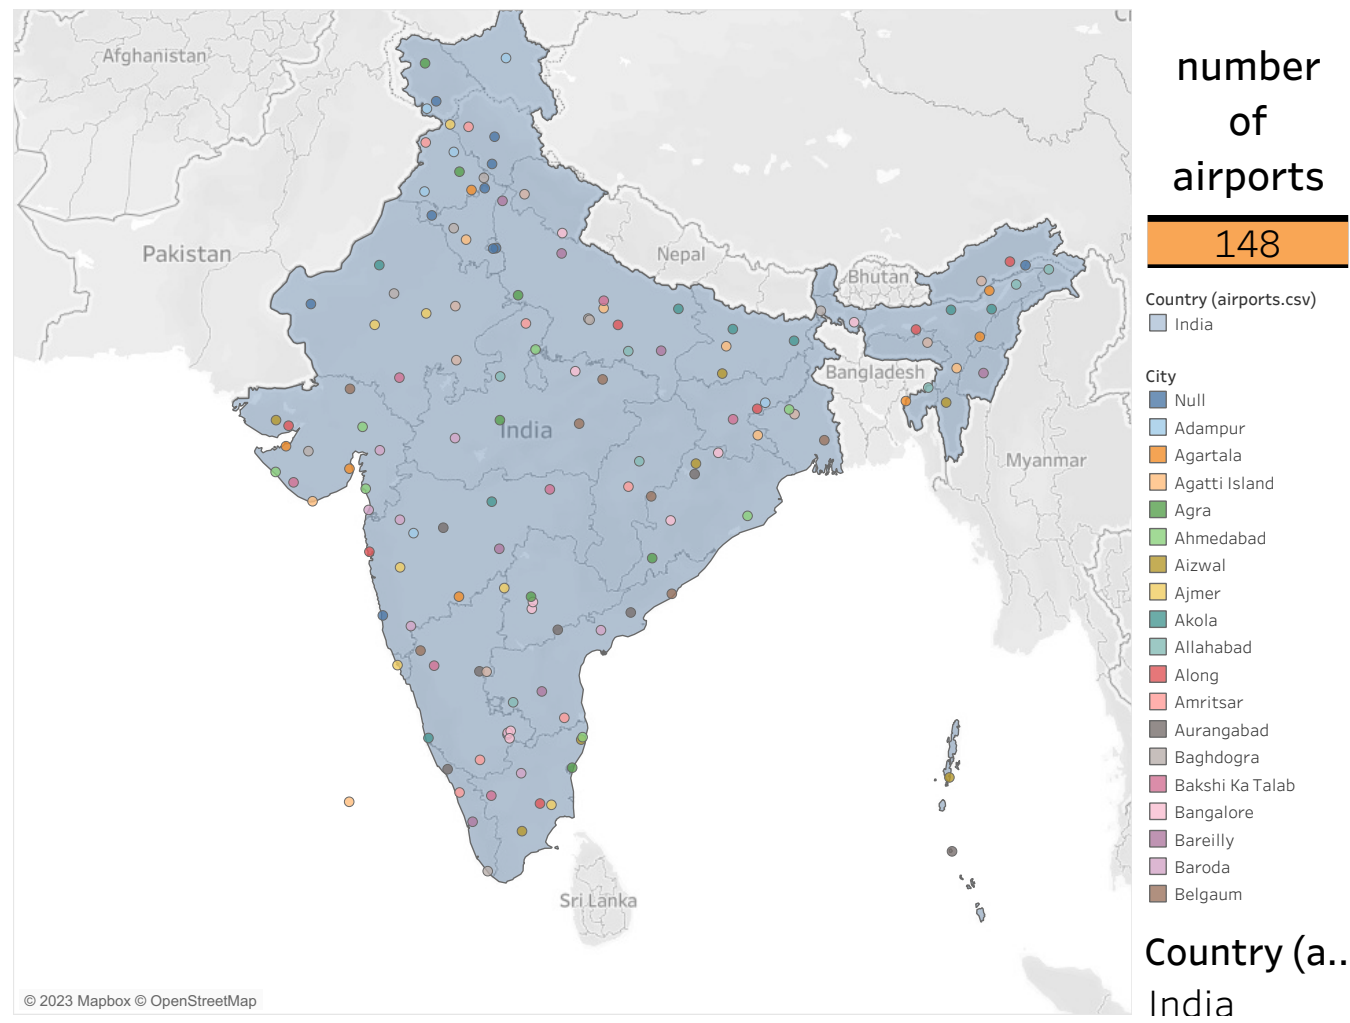 Afghanistan
Pakistan
Nepal
Bhutan
Bangladesh
India
Myanmar
Sri Lanka
© 2023 Mapbox © OpenStreetMap
number
of
airports
148
Country (airports.csv)
India
City
Null
Adampur
Agartala
Agatti Island
Agra
Ahmedabad
Aizwal
Ajmer
Akola
Allahabad
Along
Amritsar
Aurangabad
Baghdogra
Bakshi Ka Talab
Bangalore
Bareilly
Baroda
Belgaum
Country (a..
India